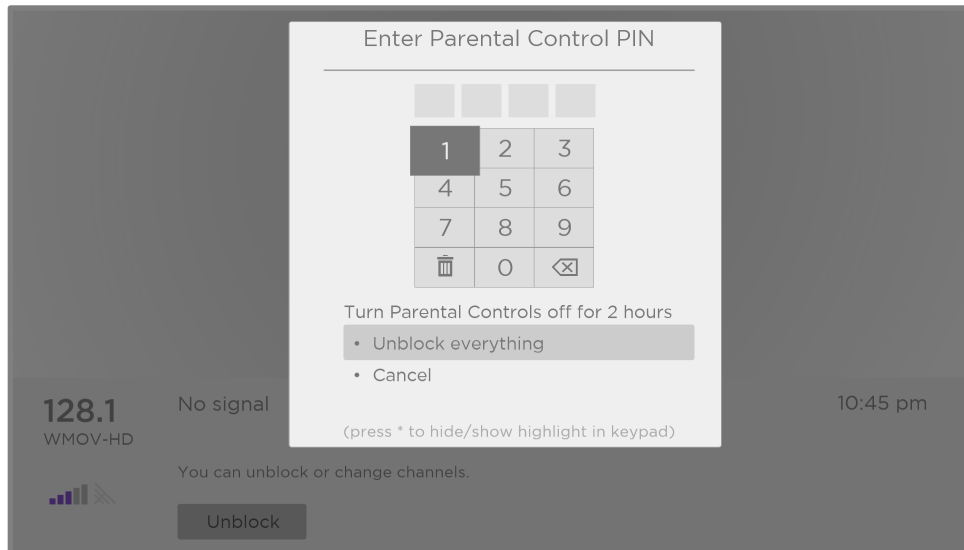 Enter Parental Control PIN
1 2 3
4 5 6
7 8 9
0
Turn Parental Controls off for 2 hours
• Unblock everything
• Cancel
(press * to hide/show highlight in keypad)
128.1 No signal 10:45 pm
WMOV-HD
You can unblock or change channels.
Unblock